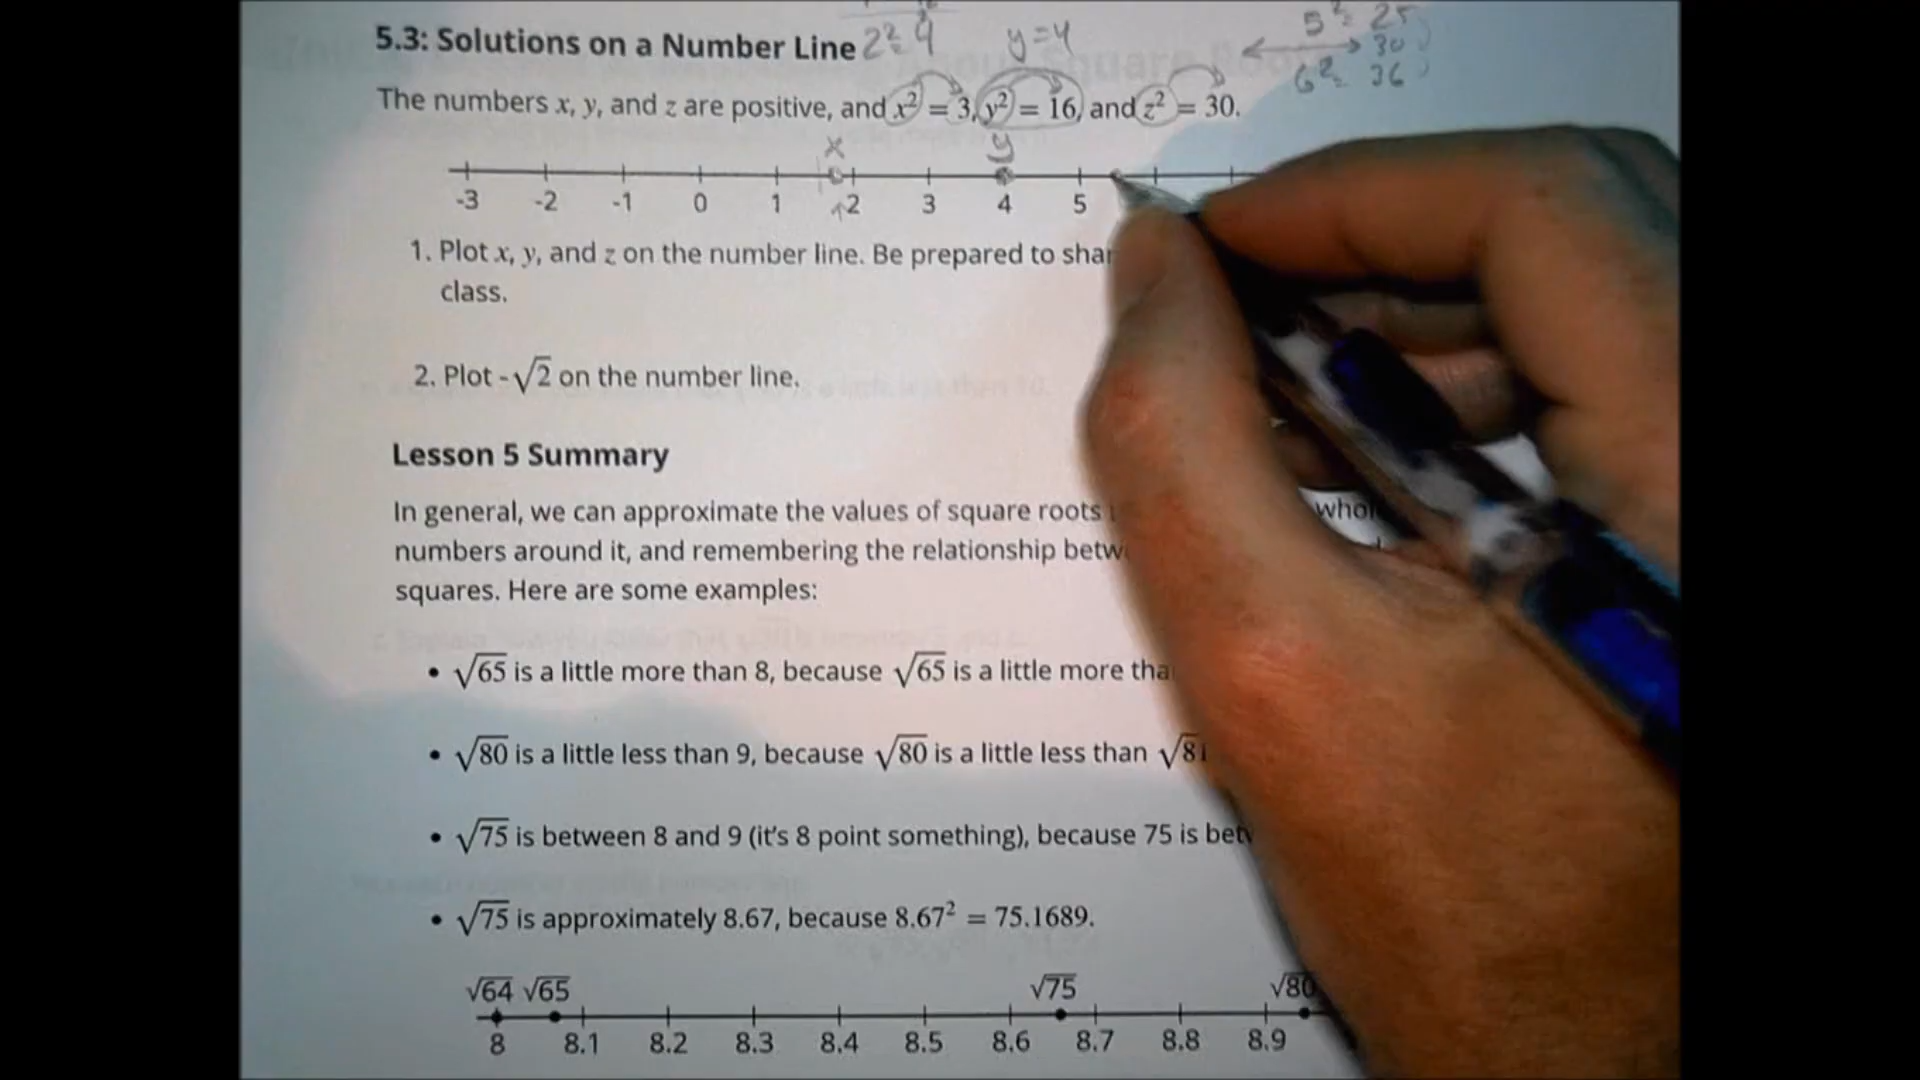 5.3: Solutions on a Number Line 2² = 4 y=4 5² = 25
30
6² = 36
The numbers x, y, and z are positive, and x² = 3, y² = 16, and z² = 30.
x y
-3 -2 -1 0 1 2 3 4 5
1. Plot x, y, and z on the number line. Be prepared to shar
class.
2. Plot -√2 on the number line.
Lesson 5 Summary
In general, we can approximate the values of square roots
numbers around it, and remembering the relationship betw
squares. Here are some examples:
• √65 is a little more than 8, because √65 is a little more tha
• √80 is a little less than 9, because √80 is a little less than √81
• √75 is between 8 and 9 (it's 8 point something), because 75 is bet
• √75 is approximately 8.67, because 8.67² = 75.1689.
√64 √65 √75 √80
8 8.1 8.2 8.3 8.4 8.5 8.6 8.7 8.8 8.9